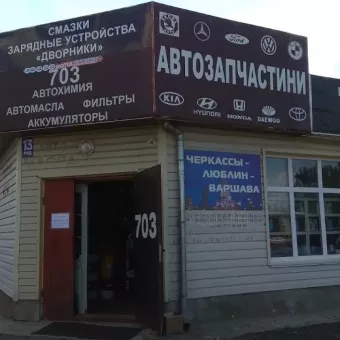 СМАЗКИ
ЗАРЯДНЫЕ УСТРОЙСТВА
«ДВОРНИКИ»
703
АВТОХИМИЯ
АВТОМАСЛА ФИЛЬТРЫ
АККУМУЛЯТОРЫ
Ford
АВТОЗАПЧАСТИНИ
KIA
HYUNDAI
HONDA
DAEWOO
13
703
ЧЕРКАССЫ -
ЛЮБЛИН -
ВАРШАВА